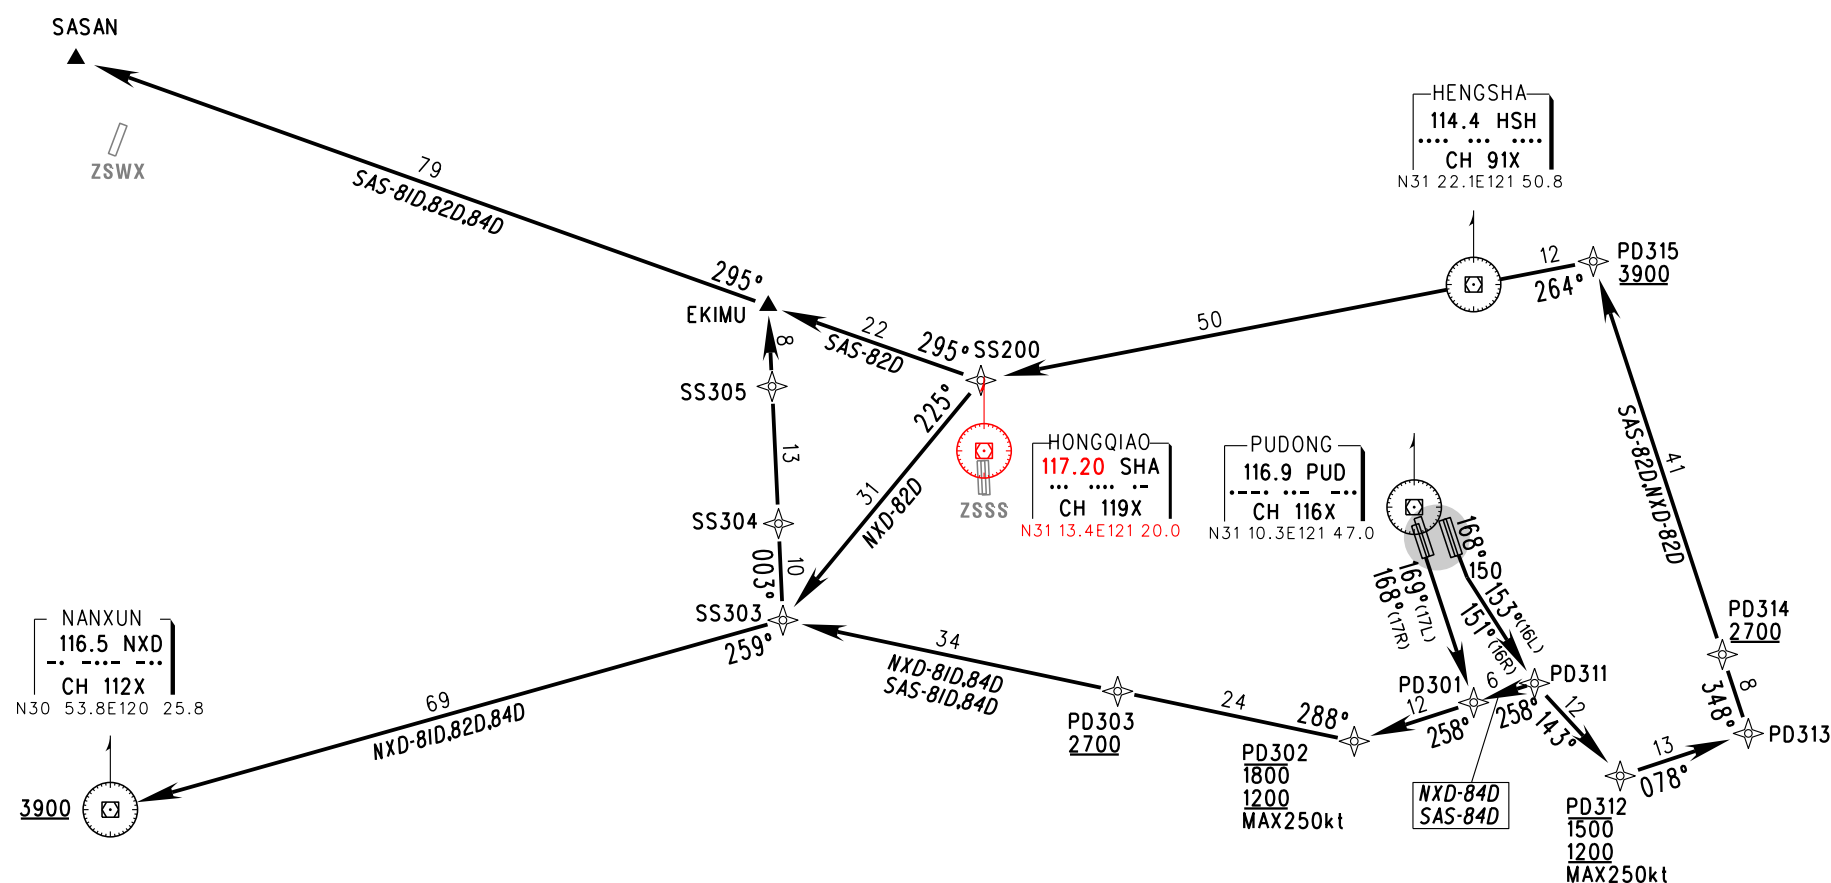 SASAN
ZSWX
79
SAS-81D,82D,84D
295°
EKIMU
8
SS305
13
SS304
10
003°
SS303
259°
22
SAS-82D
295°
SS200
225°
31
NXD-82D
50
HENGSHA
114.4 HSH
CH 91X
N31 22.1E121 50.8
12
264°
PD315
3900
HONGQIAO
117.20 SHA
CH 119X
N31 13.4E121 20.0
ZSSS
PUDONG
116.9 PUD
CH 116X
N31 10.3E121 47.0
SAS-82D,NXD-82D
41
168°
150
169°(17L)
168°(17R)
153°(16L)
151°(16R)
PD314
2700
8
348°
PD313
NANXUN
116.5 NXD
CH 112X
N30 53.8E120 25.8
3900
69
NXD-81D,82D,84D
34
NXD-81D,84D
SAS-81D,84D
PD303
2700
24
288°
PD302
1800
1200
MAX250kt
PD301
12
258°
6
258°
PD311
12
143°
NXD-84D
SAS-84D
13
078°
PD312
1500
1200
MAX250kt